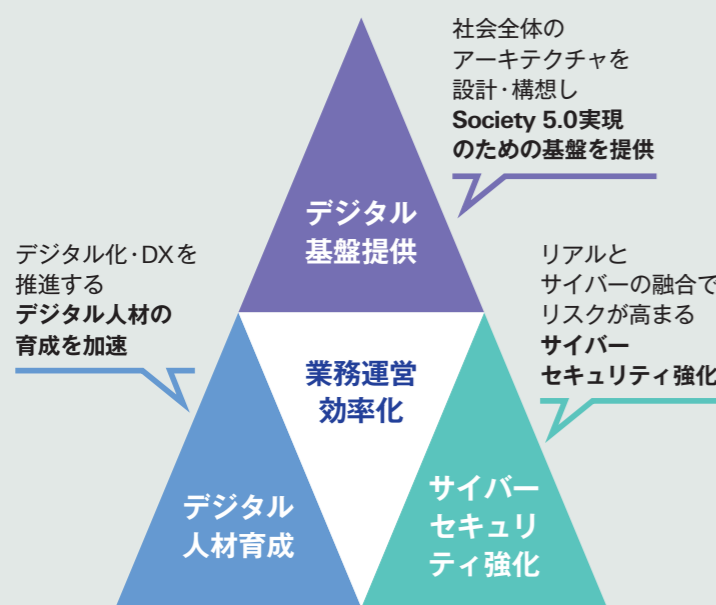 社会全体の
アーキテクチャを
設計・構想し
Society 5.0実現
のための基盤を提供
デジタル
基盤提供
デジタル化・DXを
推進する
デジタル人材の
育成を加速
リアルと
サイバーの融合で
リスクが高まる
サイバー
セキュリティ強化
業務運営
効率化
デジタル
人材育成
サイバー
セキュリ
ティ強化